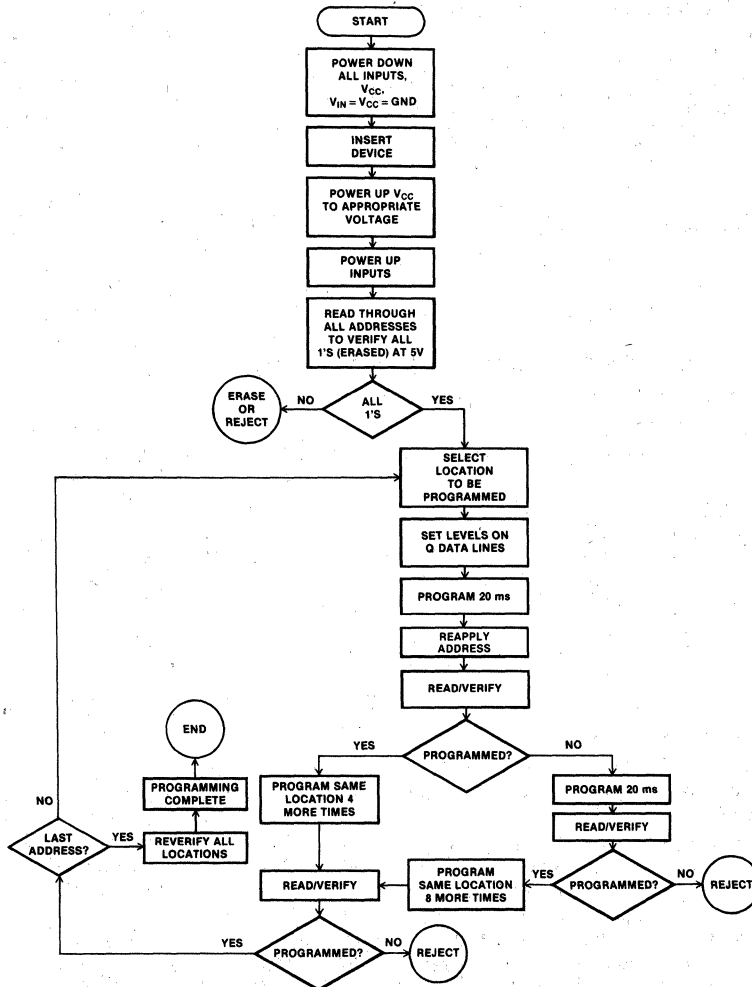 START
POWER DOWN
ALL INPUTS,
VCC,
VIN = VCC = GND
INSERT
DEVICE
POWER UP VCC
TO APPROPRIATE
VOLTAGE
POWER UP
INPUTS
READ THROUGH
ALL ADDRESSES
TO VERIFY ALL
1'S (ERASED) AT 5V
ALL
1'S
NO
YES
ERASE
OR
REJECT
SELECT
LOCATION
TO BE
PROGRAMMED
SET LEVELS ON
Q DATA LINES
PROGRAM 20 ms
REAPPLY
ADDRESS
READ/VERIFY
PROGRAMMED?
YES
NO
PROGRAM SAME
LOCATION 4
MORE TIMES
PROGRAM 20 ms
READ/VERIFY
PROGRAMMED?
NO
REJECT
YES
PROGRAM
SAME LOCATION
8 MORE TIMES
READ/VERIFY
PROGRAMMED?
NO
REJECT
YES
LAST
ADDRESS?
NO
YES
REVERIFY ALL
LOCATIONS
PROGRAMMING
COMPLETE
END